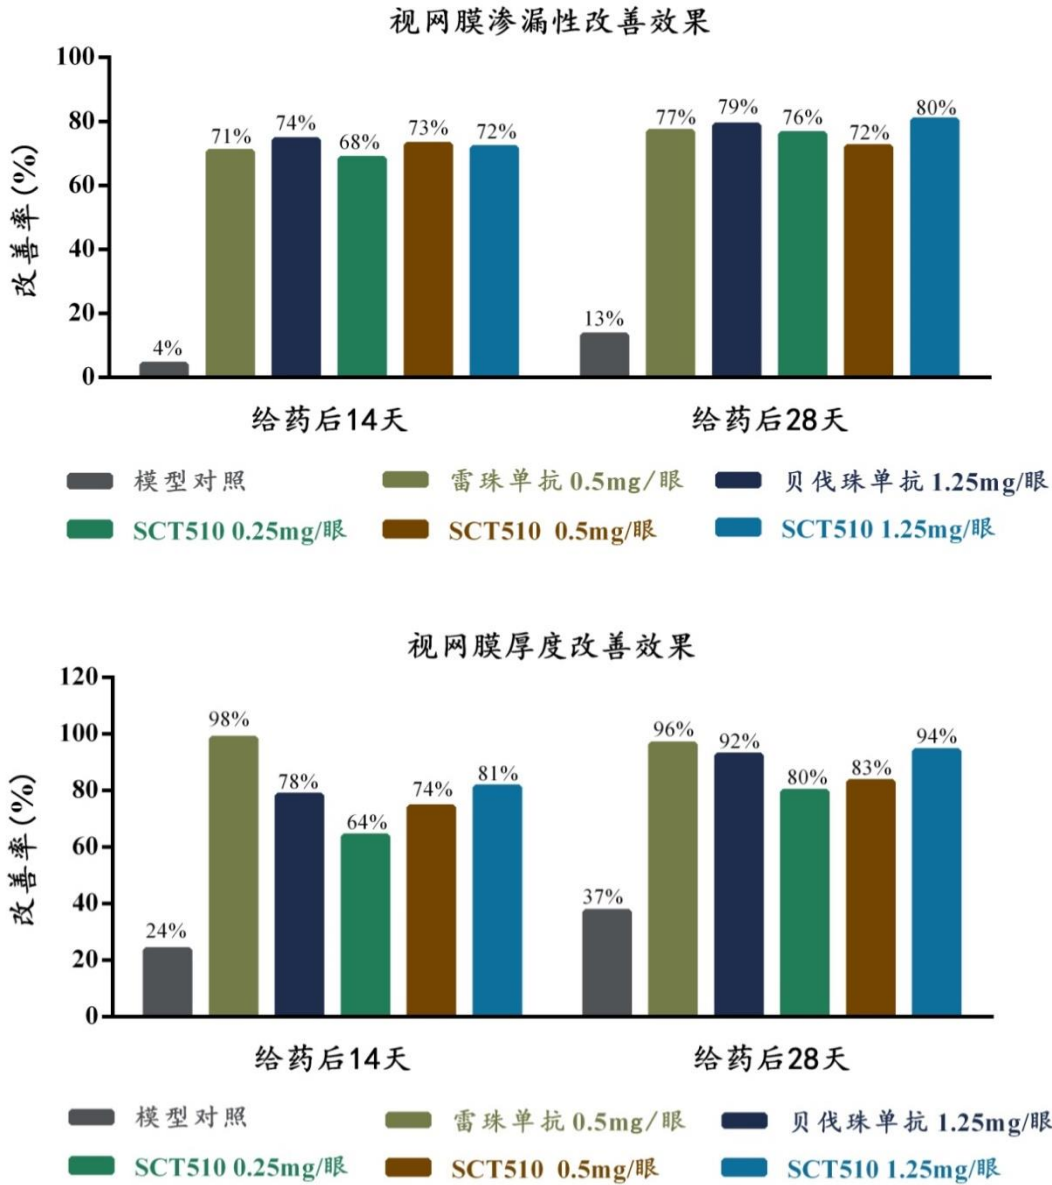 视网膜渗漏性改善效果
改善率(%)
100
80
60
40
20
0
4%
71%
74%
68%
73%
72%
13%
77%
79%
76%
72%
80%
给药后14天
给药后28天
模型对照
雷珠单抗 0.5mg/眼
贝伐珠单抗 1.25mg/眼
SCT510 0.25mg/眼
SCT510 0.5mg/眼
SCT510 1.25mg/眼
视网膜厚度改善效果
改善率(%)
120
100
80
60
40
20
0
24%
98%
78%
64%
74%
81%
37%
96%
92%
80%
83%
94%
给药后14天
给药后28天
模型对照
雷珠单抗 0.5mg/眼
贝伐珠单抗 1.25mg/眼
SCT510 0.25mg/眼
SCT510 0.5mg/眼
SCT510 1.25mg/眼